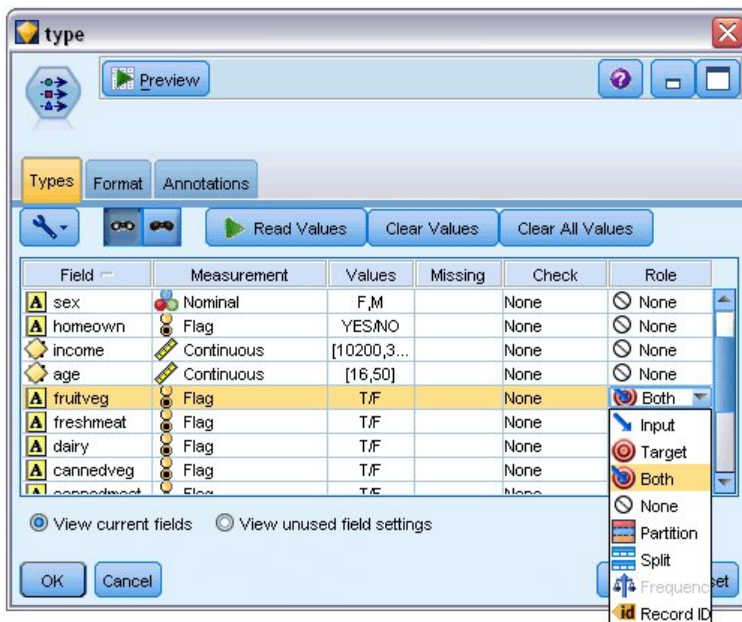 type
Preview
Types Format Annotations
Read Values Clear Values Clear All Values
Field Measurement Values Missing Check Role
A sex Nominal F,M None None
A homeown Flag YES/NO None None
income Continuous [10200,3... None None
age Continuous [16,50] None None
A fruitveg Flag T/F None Both
A freshmeat Flag T/F None
A dairy Flag T/F None
A cannedveg Flag T/F None
Input
Target
Both
None
Partition
Split
Frequenc
id Record ID
View current fields View unused field settings
OK Cancel